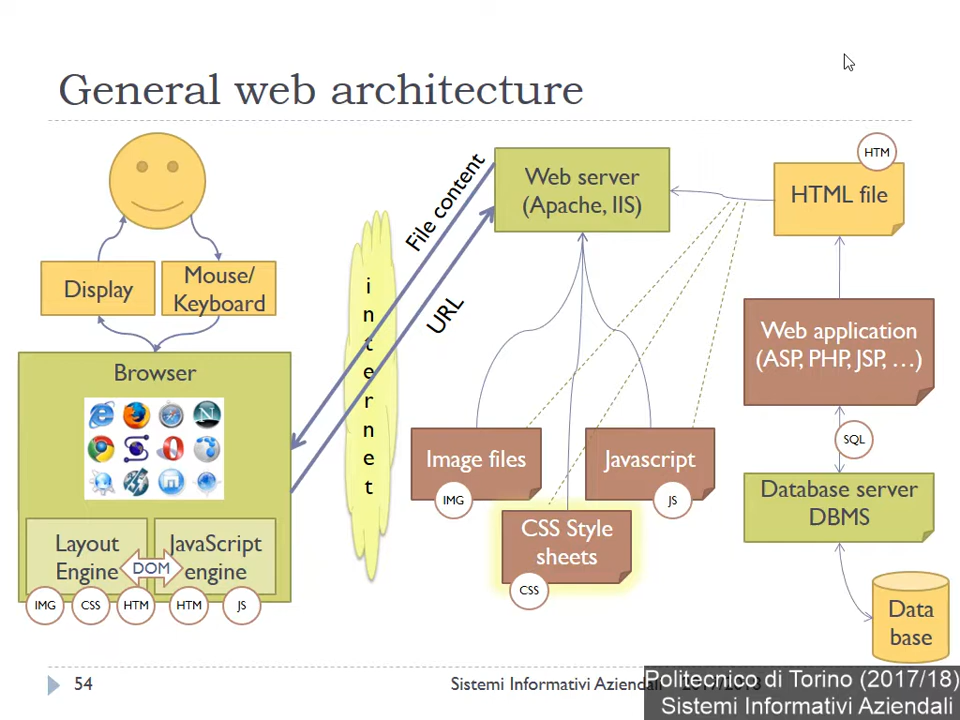 General web architecture
HTM
Web server
(Apache, IIS)
HTML file
File content
URL
i
n
t
e
r
n
e
t
Display
Mouse/
Keyboard
Browser
Web application
(ASP, PHP, JSP, …)
SQL
Image files
IMG
Javascript
JS
CSS Style
sheets
CSS
Database server
DBMS
Data
base
Layout
Engine
DOM
JavaScript
engine
IMG
CSS
HTM
HTM
JS
54
Sistemi Informativi Aziendali
Politecnico di Torino (2017/18)
Sistemi Informativi Aziendali